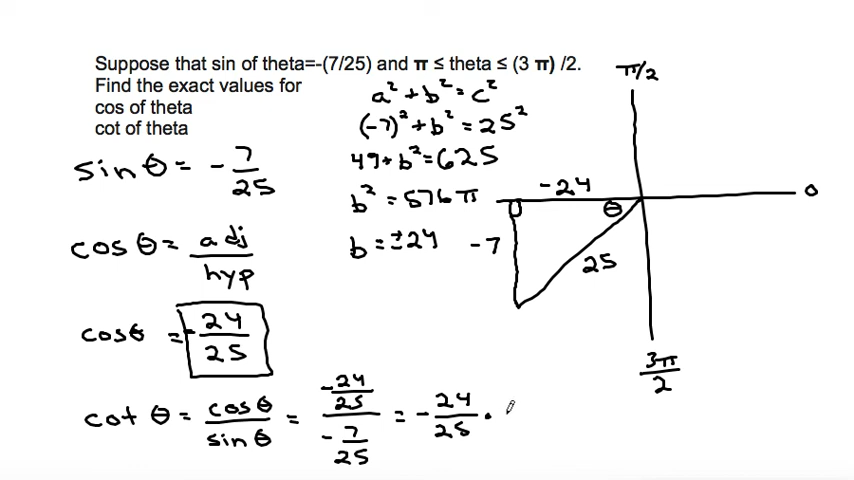 Suppose that sin of theta=-(7/25) and π ≤ theta ≤ (3 π) /2.
Find the exact values for
cos of theta
cot of theta
sin θ = - 7/25
cos θ = adj/hyp
cosθ = -24/25
cot θ = cos θ/sin θ = (-24/25)/(-7/25) = -24/25 ·
a² + b² = c²
(-7)² + b² = 25²
49 + b² = 625
b² = 576
b = ±24
π/2
π
0
-24
θ
-7
25
3π/2